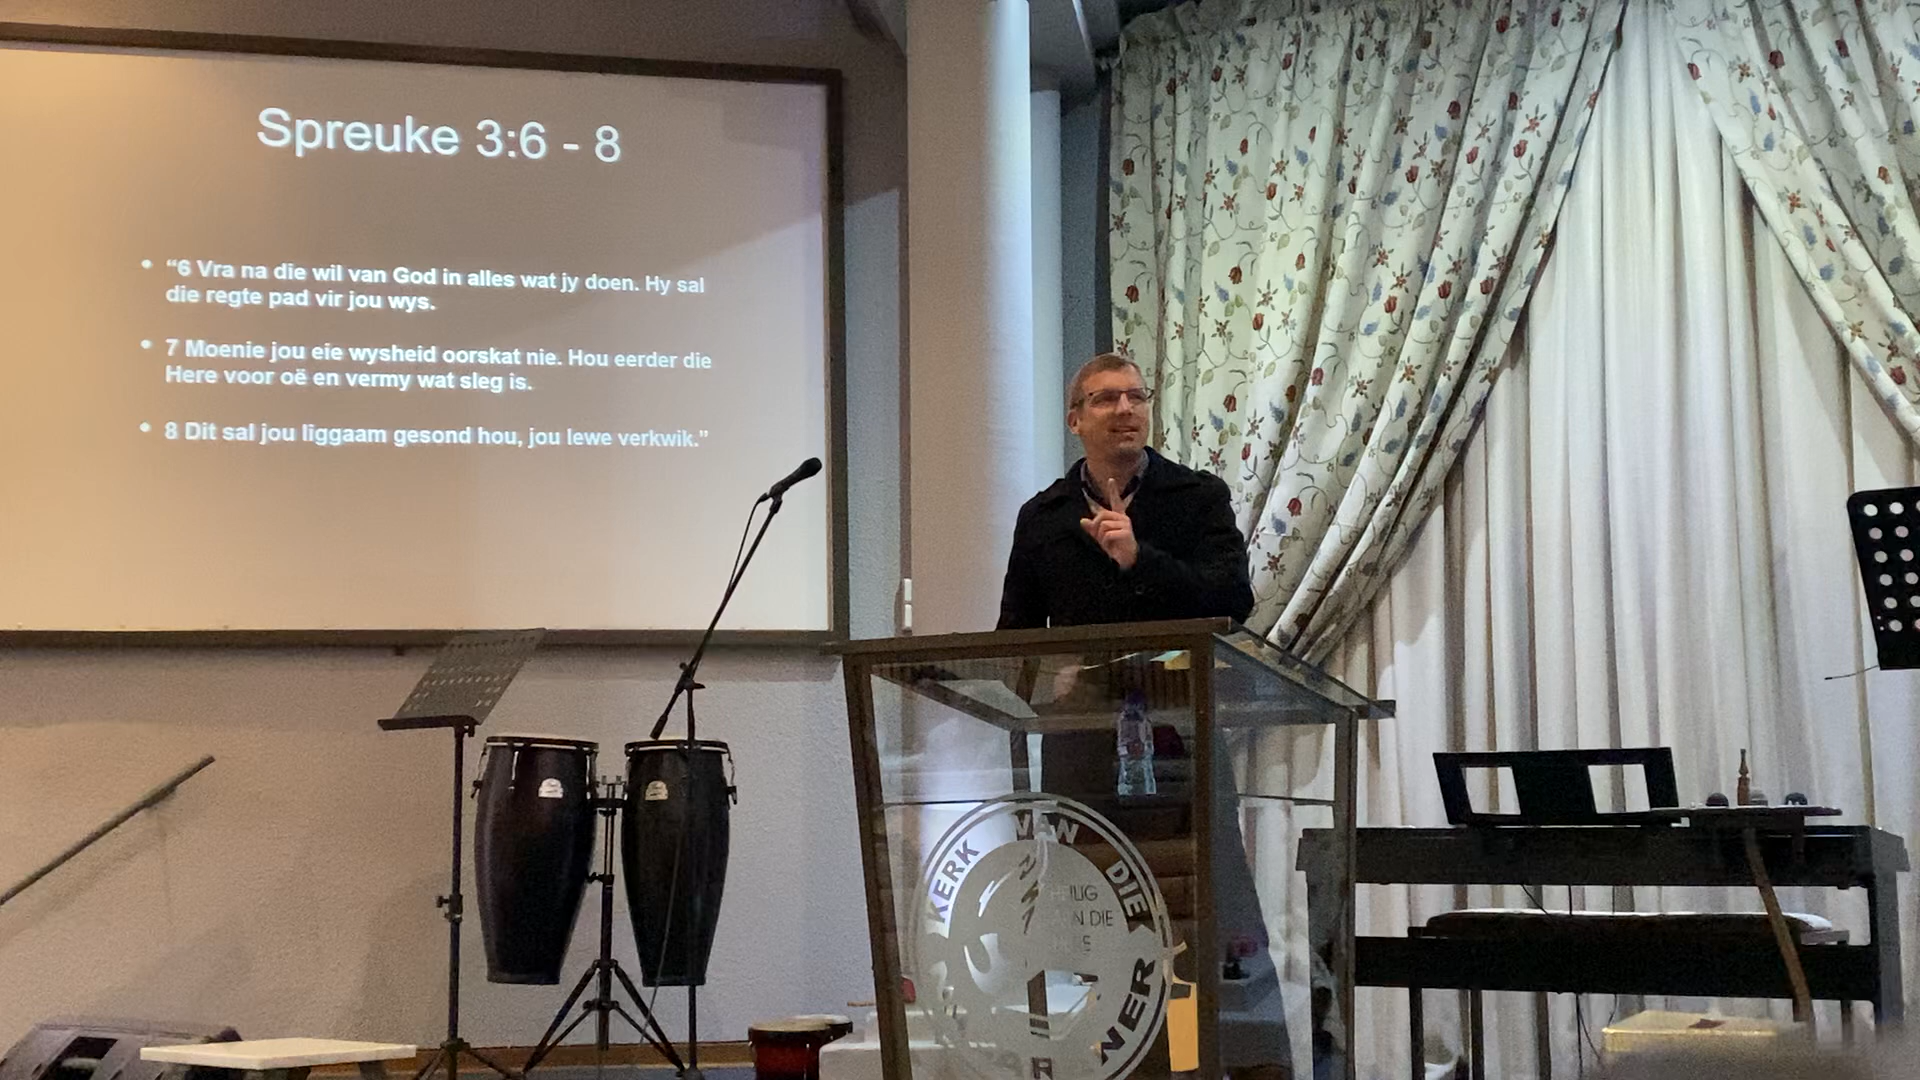 Spreuke 3:6 - 8
• “6 Vra na die wil van God in alles wat jy doen. Hy sal
die regte pad vir jou wys.
• 7 Moenie jou eie wysheid oorskat nie. Hou eerder die
Here voor oë en vermy wat sleg is.
• 8 Dit sal jou liggaam gesond hou, jou lewe verkwik.”
KERK VAN DIE
DIE